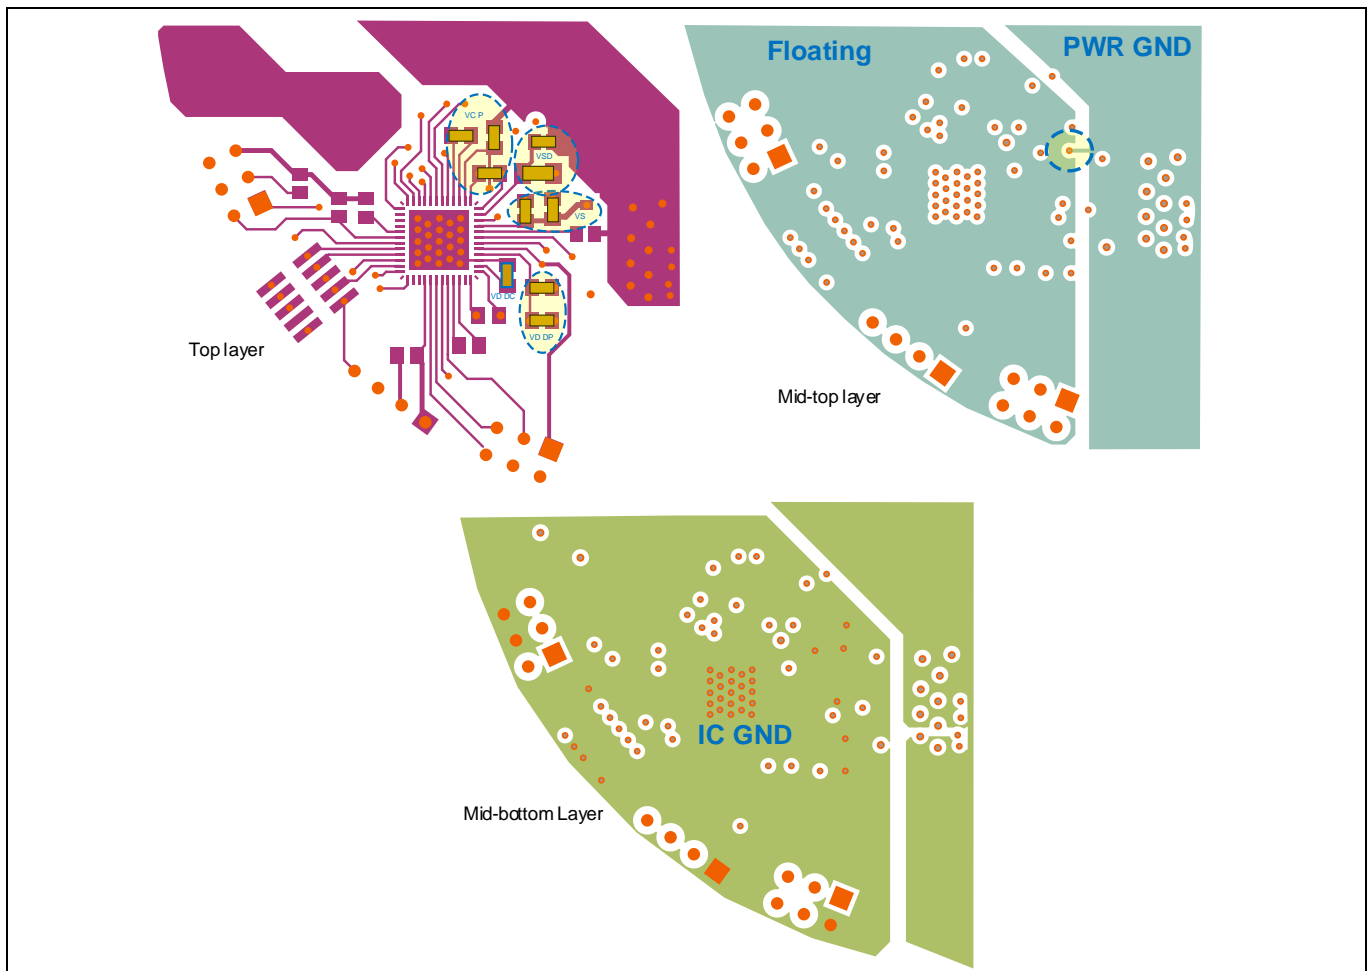 Floating
PWR GND
VC P
VSD
VS
VD DC
VD DP
Top layer
Mid-top layer
IC GND
Mid-bottom Layer